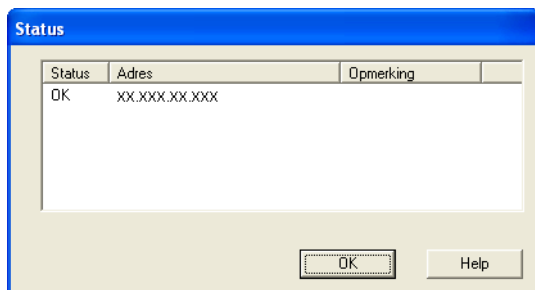 Status
Status Adres Opmerking
OK XX.XXX.XX.XXX
OK Help